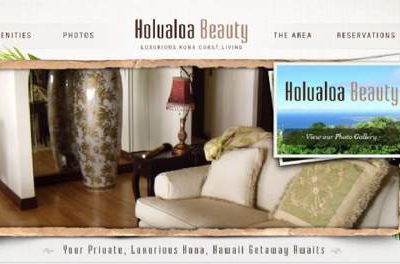 ENITIES PHOTOS Holualoa Beauty THE AREA RESERVATIONS
LUXURIOUS KONA COAST LIVING
Holualoa Beauty
View our Photo Gallery
Your Private, Luxurious Kona, Hawaii Getaway Awaits